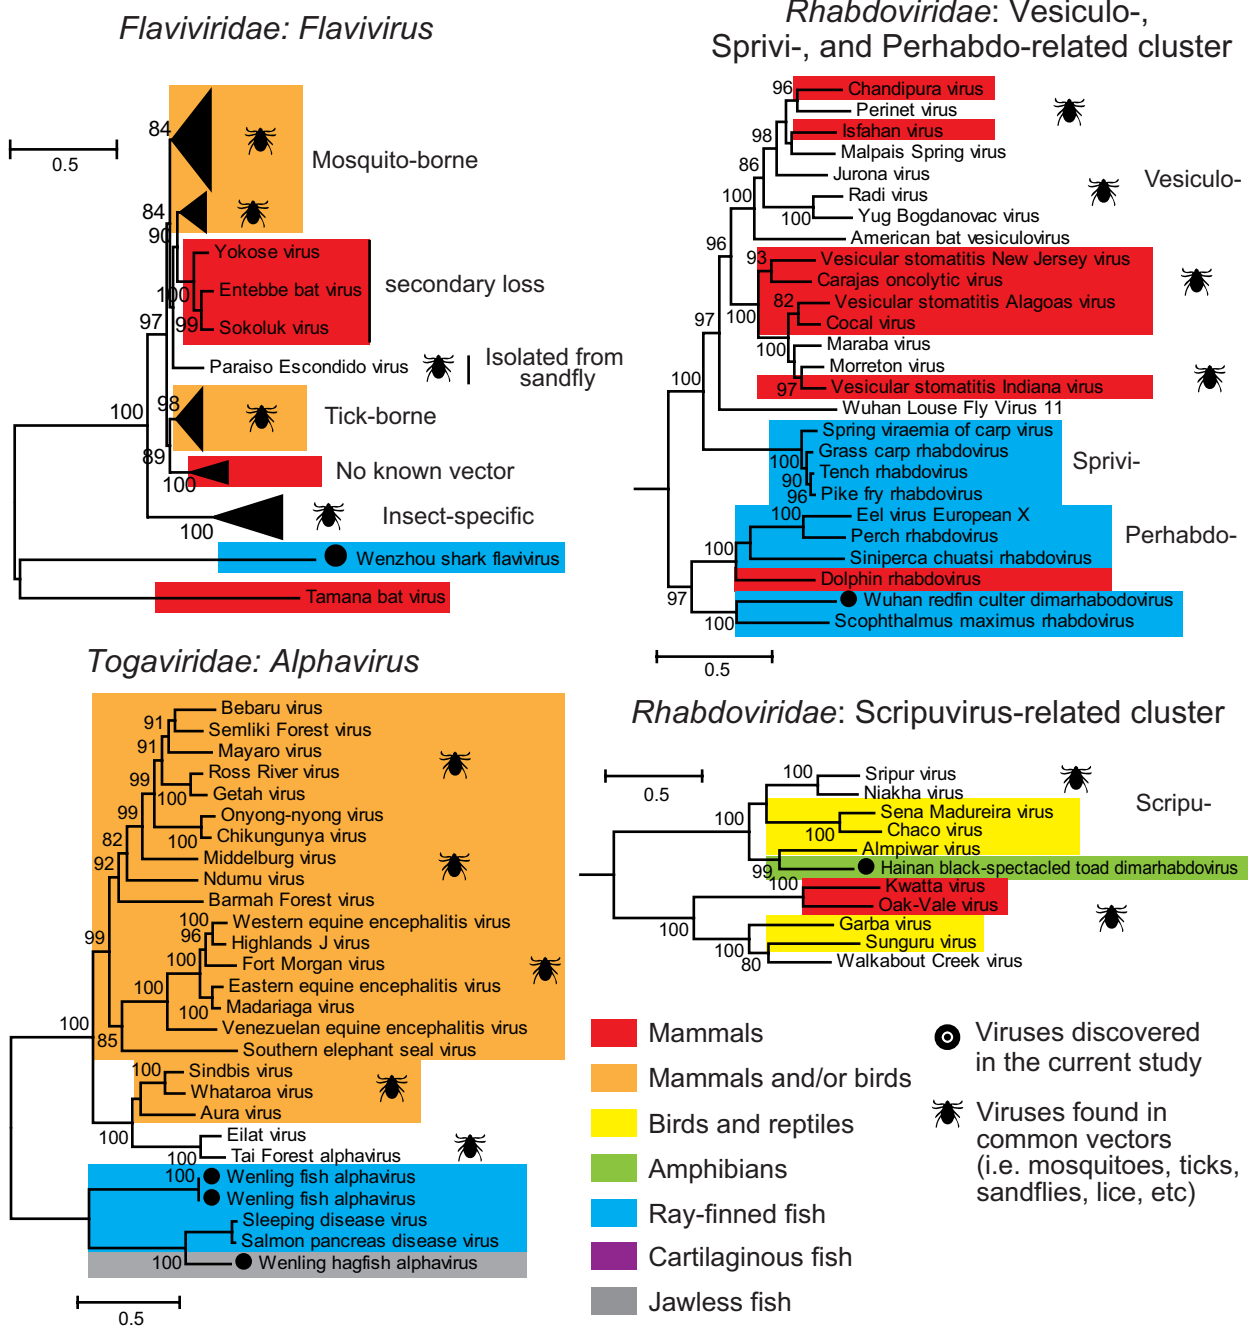 Flaviviridae: Flavivirus
84
0.5
Mosquito-borne
84
90
Yokose virus
Entebbe bat virus
100
Sokoluk virus
99
secondary loss
97
Paraiso Escondido virus
Isolated from
sandfly
100
98
Tick-borne
89
No known vector
100
Insect-specific
100
Wenzhou shark flavivirus
Tamana bat virus
Rhabdoviridae: Vesiculo-,
Sprivi-, and Perhabdo-related cluster
96
Chandipura virus
Perinet virus
98
Isfahan virus
Malpais Spring virus
86
Jurona virus
Vesiculo-
100
Radi virus
100
Yug Bogdanovac virus
American bat vesiculovirus
96
93
Vesicular stomatitis New Jersey virus
Carajas oncolytic virus
82
Vesicular stomatitis Alagoas virus
100
Cocal virus
97
Maraba virus
100
Morreton virus
97
Vesicular stomatitis Indiana virus
100
Wuhan Louse Fly Virus 11
Spring viraemia of carp virus
Grass carp rhabdovirus
100
Tench rhabdovirus
90
Pike fry rhabdovirus
96
Sprivi-
100
Eel virus European X
Perch rhabdovirus
Perhabdo-
100
Siniperca chuatsi rhabdovirus
Dolphin rhabdovirus
97
Wuhan redfin culter dimarhabodovirus
100
Scophthalmus maximus rhabdovirus
0.5
Togaviridae: Alphavirus
Bebaru virus
91
Semliki Forest virus
91
Mayaro virus
99
Ross River virus
100
Getah virus
99
Onyong-nyong virus
100
Chikungunya virus
82
Middelburg virus
92
Ndumu virus
Barmah Forest virus
100
Western equine encephalitis virus
96
Highlands J virus
99
100
Fort Morgan virus
100
Eastern equine encephalitis virus
100
Madariaga virus
100
Venezuelan equine encephalitis virus
85
Southern elephant seal virus
100
Sindbis virus
Whataroa virus
Aura virus
100
Eilat virus
100
Tai Forest alphavirus
100
Wenling fish alphavirus
Wenling fish alphavirus
Sleeping disease virus
Salmon pancreas disease virus
100
Wenling hagfish alphavirus
0.5
Rhabdoviridae: Scripuvirus-related cluster
0.5
100
Sripur virus
Niakha virus
Scripu-
100
Sena Madureira virus
100
Chaco virus
Almpiwar virus
99
Hainan black-spectacled toad dimarhabdovirus
100
Kwatta virus
Oak-Vale virus
100
Garba virus
100
Sunguru virus
80
Walkabout Creek virus
Mammals
Mammals and/or birds
Birds and reptiles
Amphibians
Ray-finned fish
Cartilaginous fish
Jawless fish
Viruses discovered
in the current study
Viruses found in
common vectors
(i.e. mosquitoes, ticks,
sandflies, lice, etc)